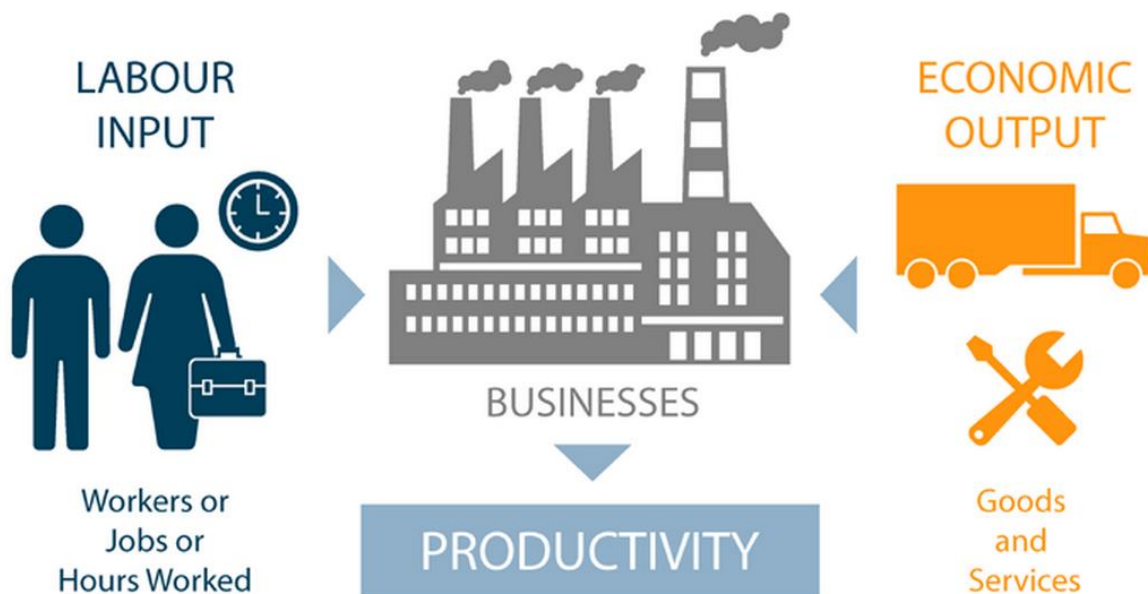 LABOUR
INPUT
Workers or
Jobs or
Hours Worked
BUSINESSES
PRODUCTIVITY
ECONOMIC
OUTPUT
Goods
and
Services